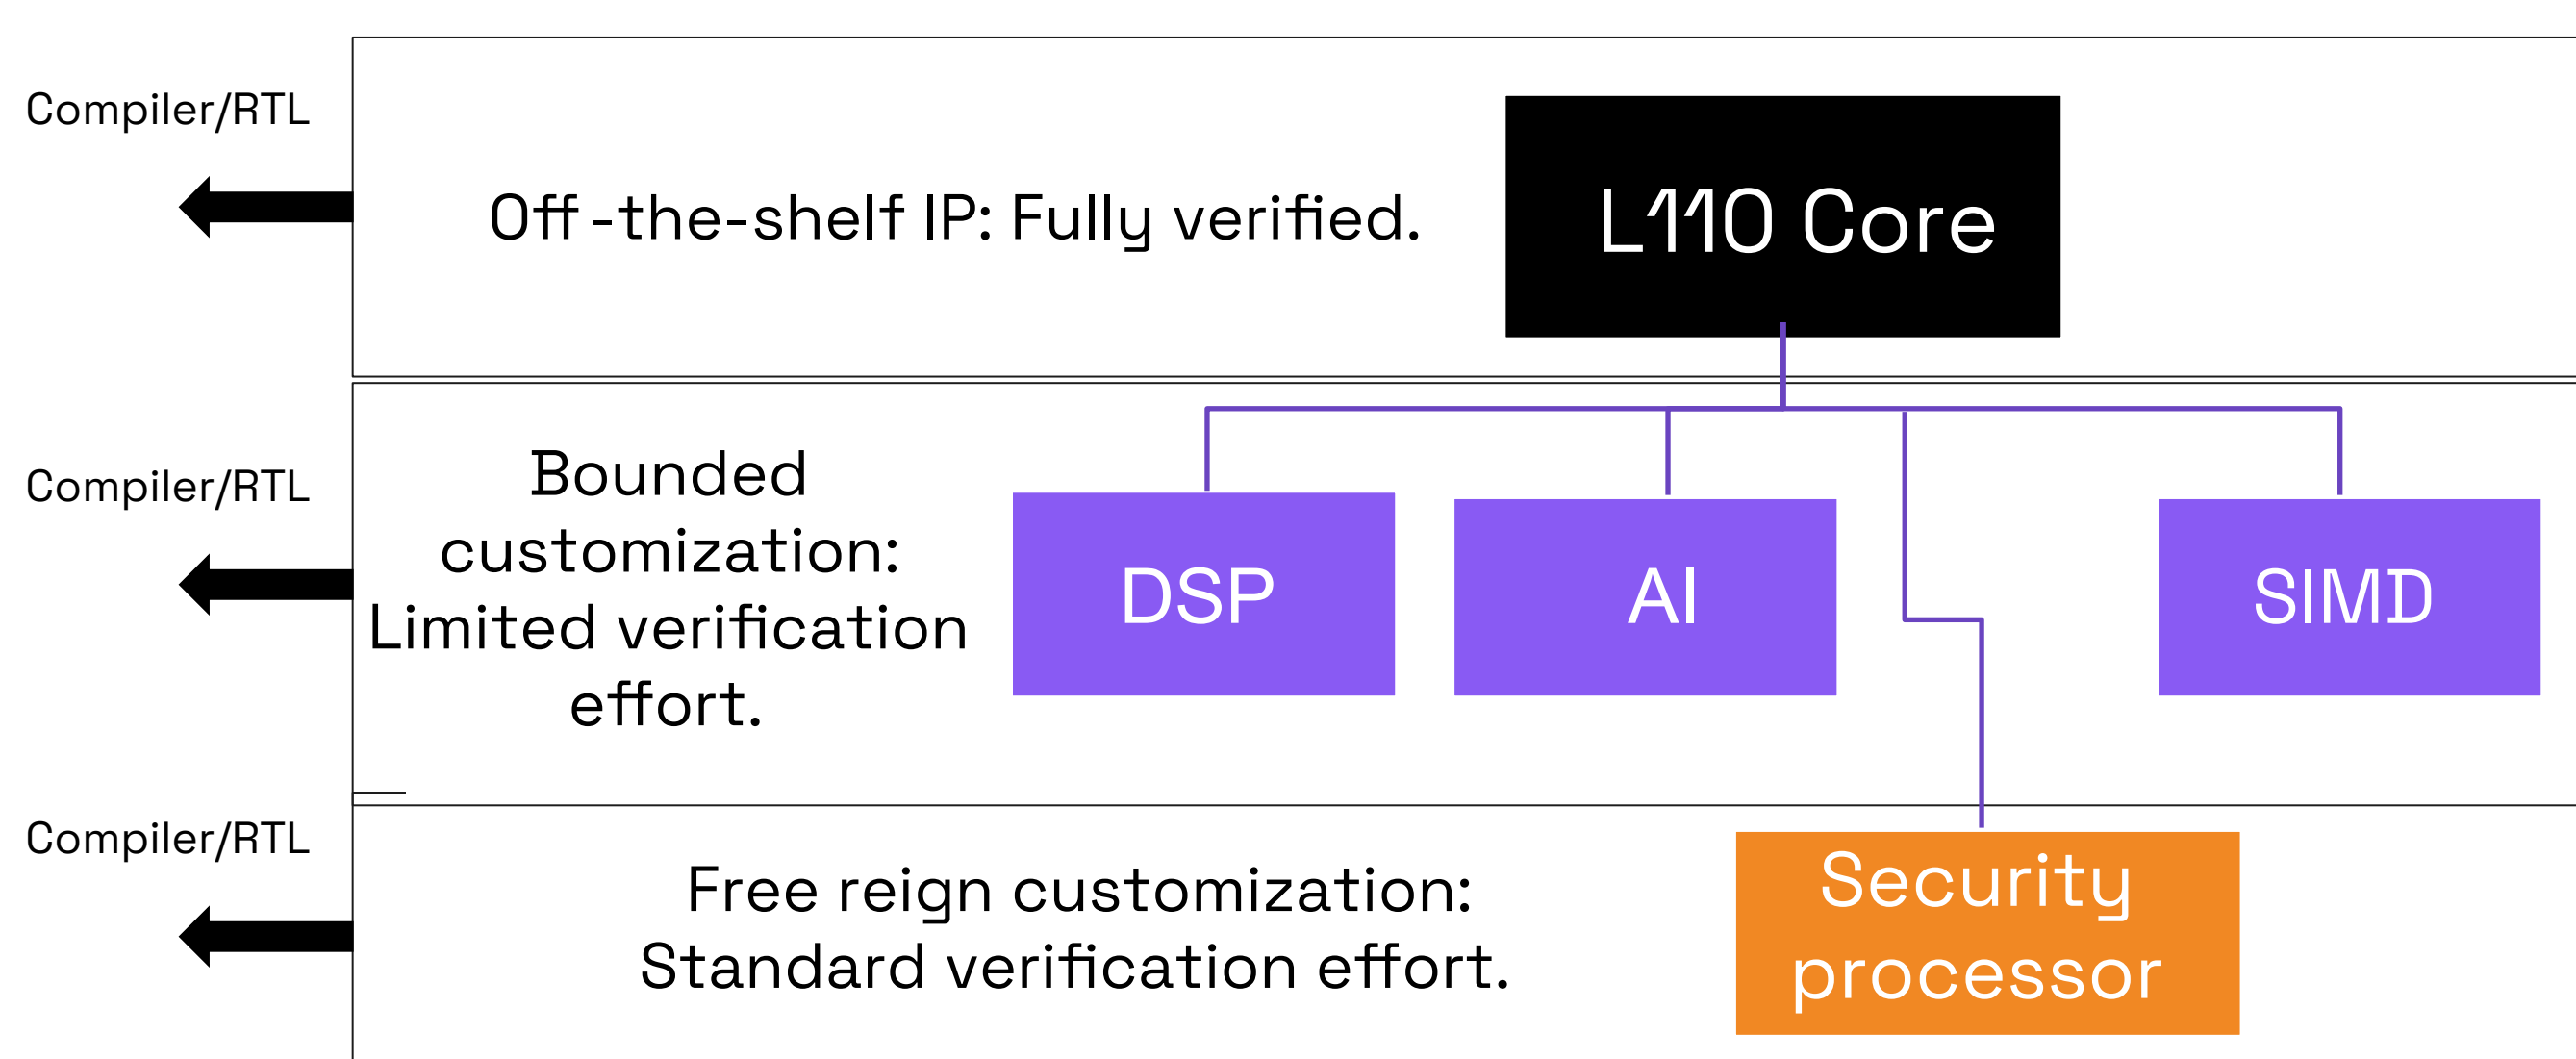 Compiler/RTL
Off-the-shelf IP: Fully verified.
L110 Core
Compiler/RTL
Bounded
customization:
Limited verification
effort.
DSP
AI
SIMD
Compiler/RTL
Free reign customization:
Standard verification effort.
Security
processor